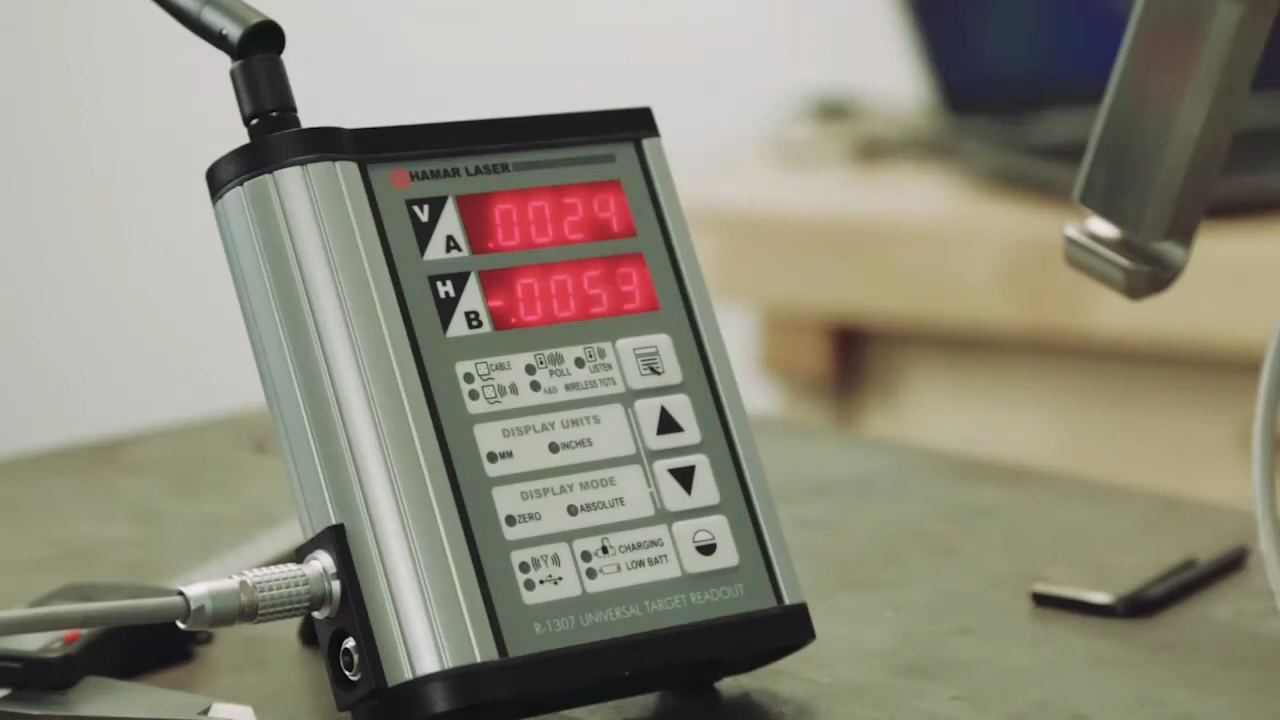 HAMAR LASER
V
A
.0024
H
B
-.0059
CABLE
POLL
LISTEN
A&B WIRELESS TGTS.
DISPLAY UNITS
MM
INCHES
DISPLAY MODE
ZERO
ABSOLUTE
CHARGING
LOW BATT.
R-1307 UNIVERSAL TARGET READOUT